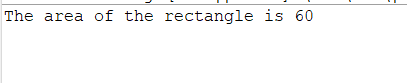 The area of the rectangle is 60